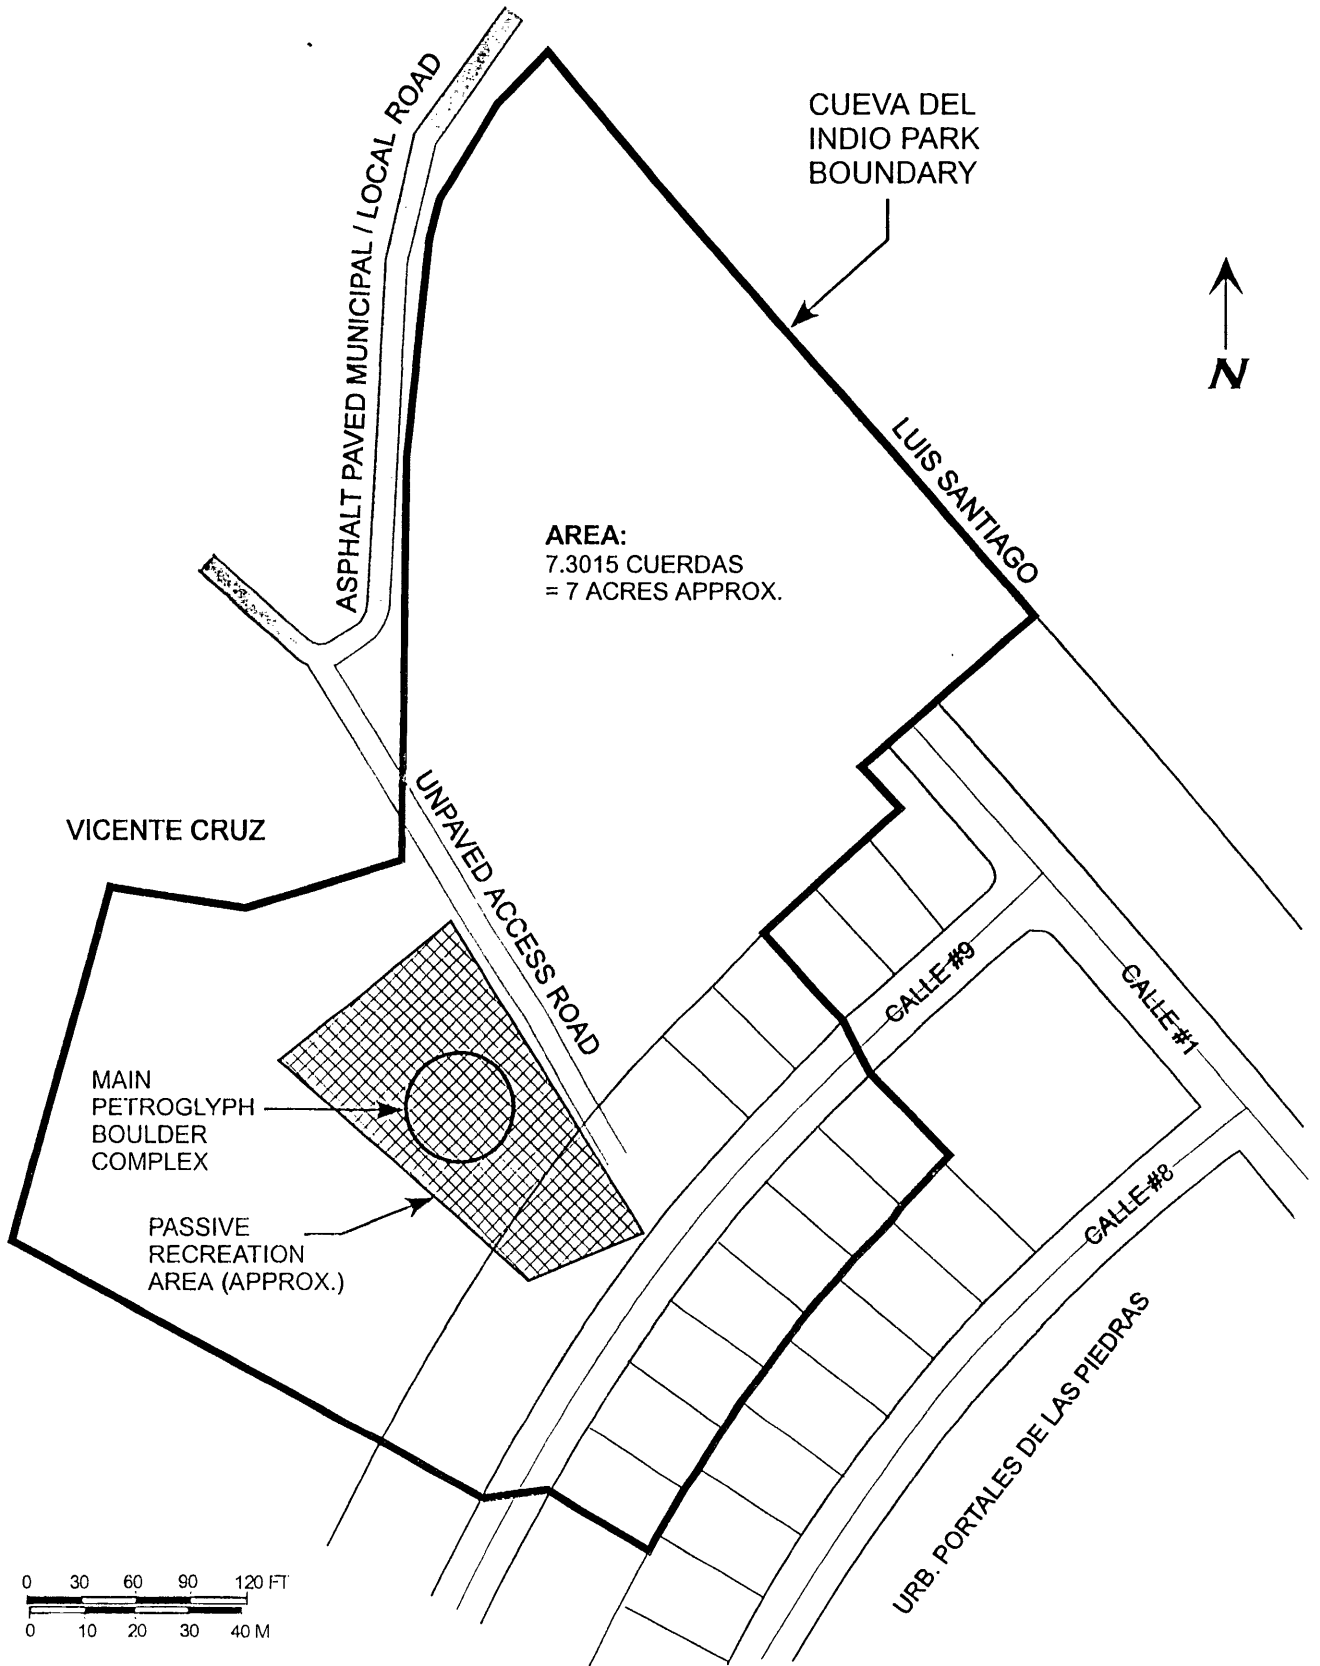 CUEVA DEL
INDIO PARK
BOUNDARY
ASPHALT PAVED MUNICIPAL / LOCAL ROAD
N
LUIS SANTIAGO
AREA:
7.3015 CUERDAS
= 7 ACRES APPROX.
VICENTE CRUZ
UNPAVED ACCESS ROAD
CALLE #9
CALLE #1
MAIN
PETROGLYPH
BOULDER
COMPLEX
CALLE #8
PASSIVE
RECREATION
AREA (APPROX.)
URB. PORTALES DE LAS PIEDRAS
0 30 60 90 120 FT
0 10 20 30 40 M